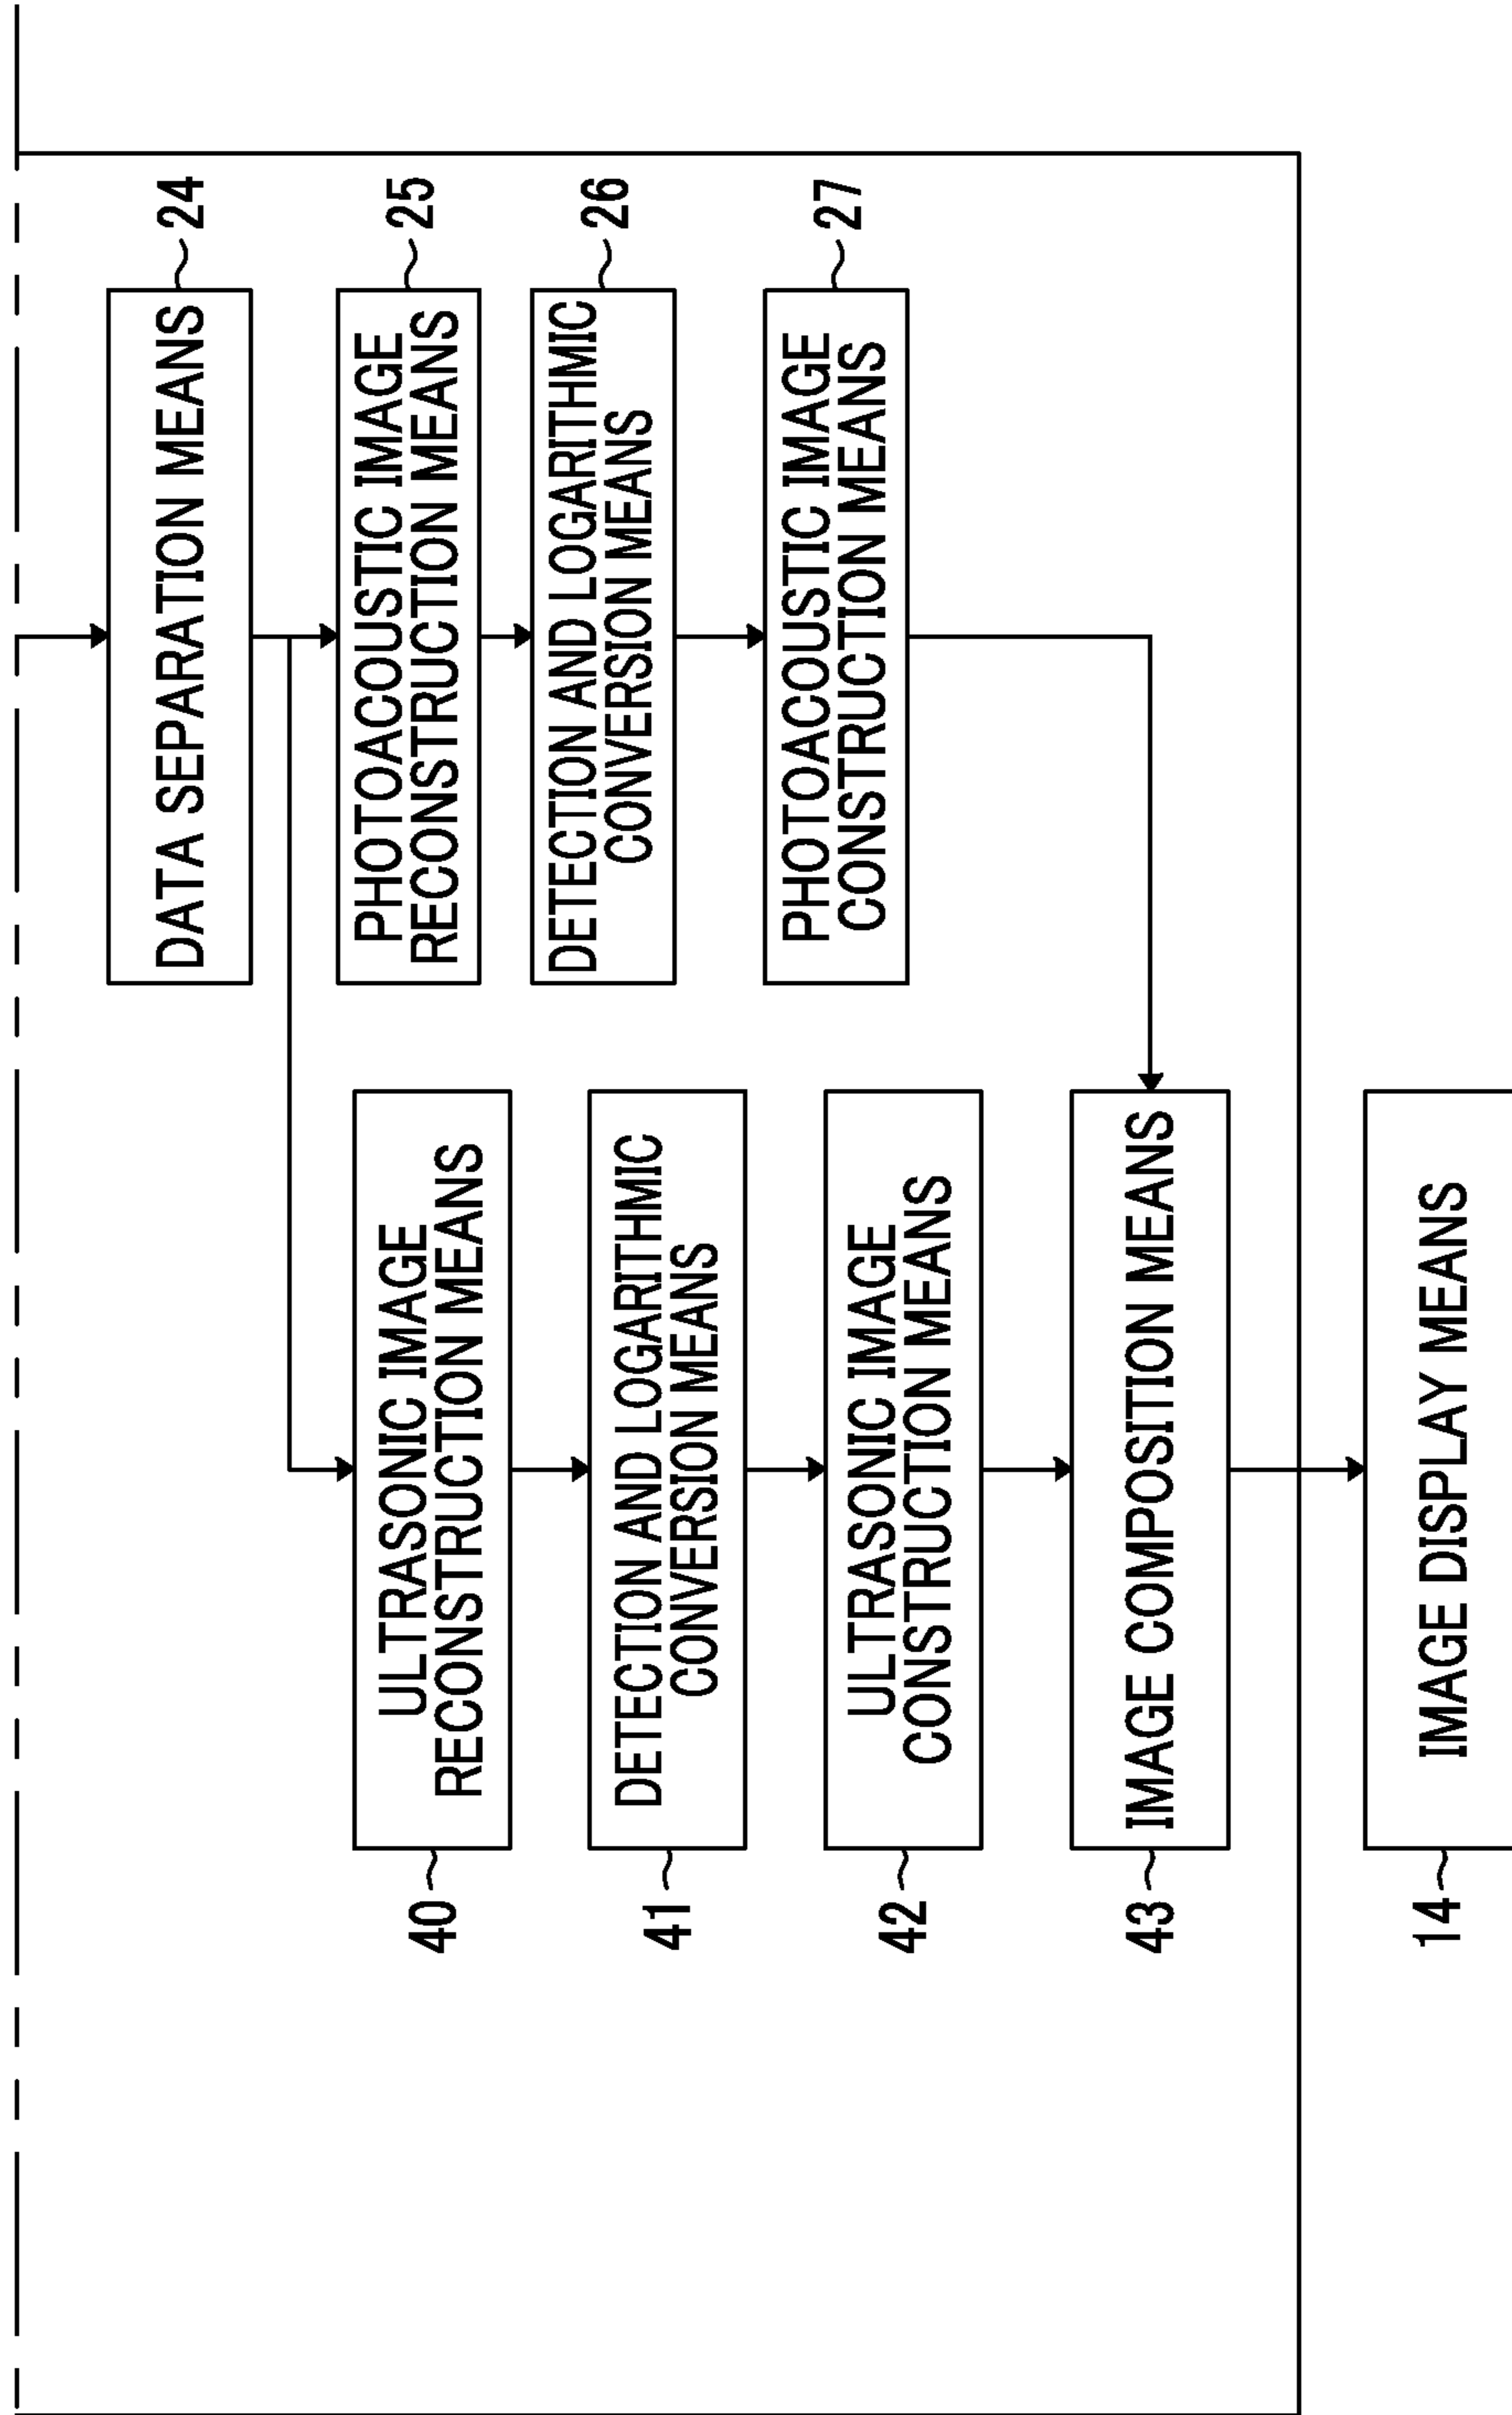 DATA SEPARATION MEANS
24
PHOTOACOUSTIC IMAGE
RECONSTRUCTION MEANS
25
DETECTION AND LOGARITHMIC
CONVERSION MEANS
26
PHOTOACOUSTIC IMAGE
CONSTRUCTION MEANS
27
ULTRASONIC IMAGE
RECONSTRUCTION MEANS
40
DETECTION AND LOGARITHMIC
CONVERSION MEANS
41
ULTRASONIC IMAGE
CONSTRUCTION MEANS
42
IMAGE COMPOSITION MEANS
43
IMAGE DISPLAY MEANS
14